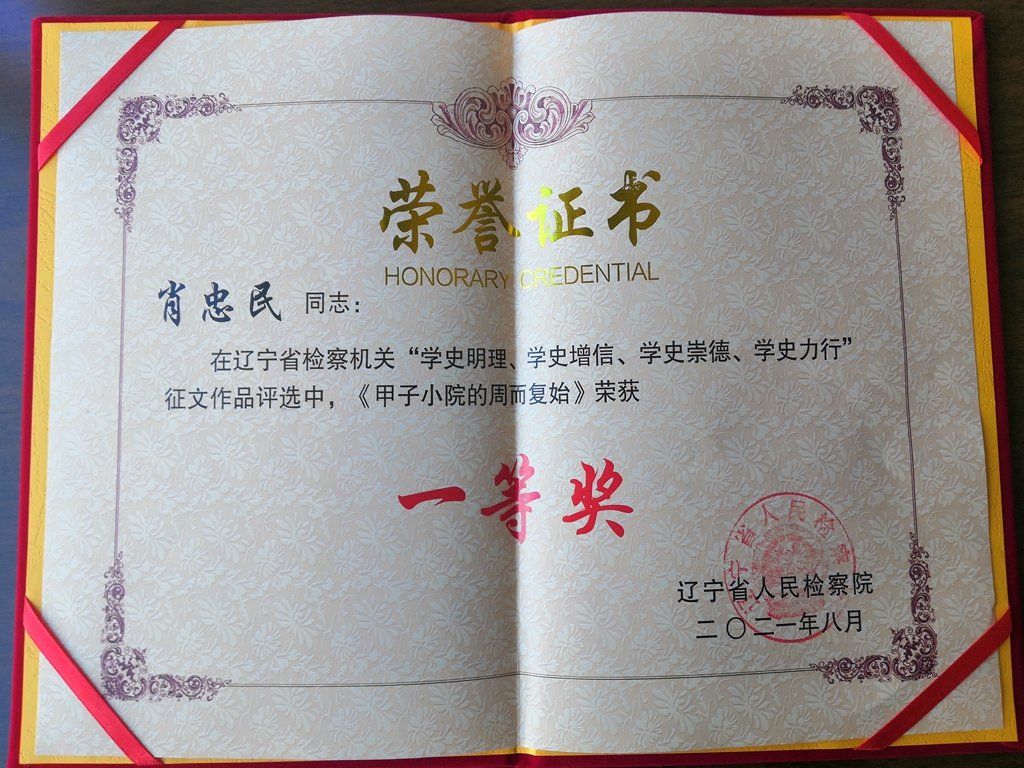 荣誉证书
HONORARY CREDENTIAL
肖忠民 同志：
在辽宁省检察机关“学史明理、学史增信、学史崇德、学史力行”
征文作品评选中，《甲子小院的周而复始》荣获
一等奖
辽宁省人民检察院
二〇二一年八月